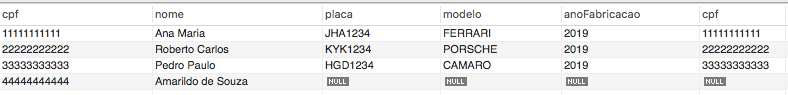 cpf nome placa modelo anoFabricacao cpf
11111111111 Ana Maria JHA1234 FERRARI 2019 11111111111
22222222222 Roberto Carlos KYK1234 PORSCHE 2019 22222222222
33333333333 Pedro Paulo HGD1234 CAMARO 2019 33333333333
44444444444 Amarildo de Souza NULL NULL NULL NULL